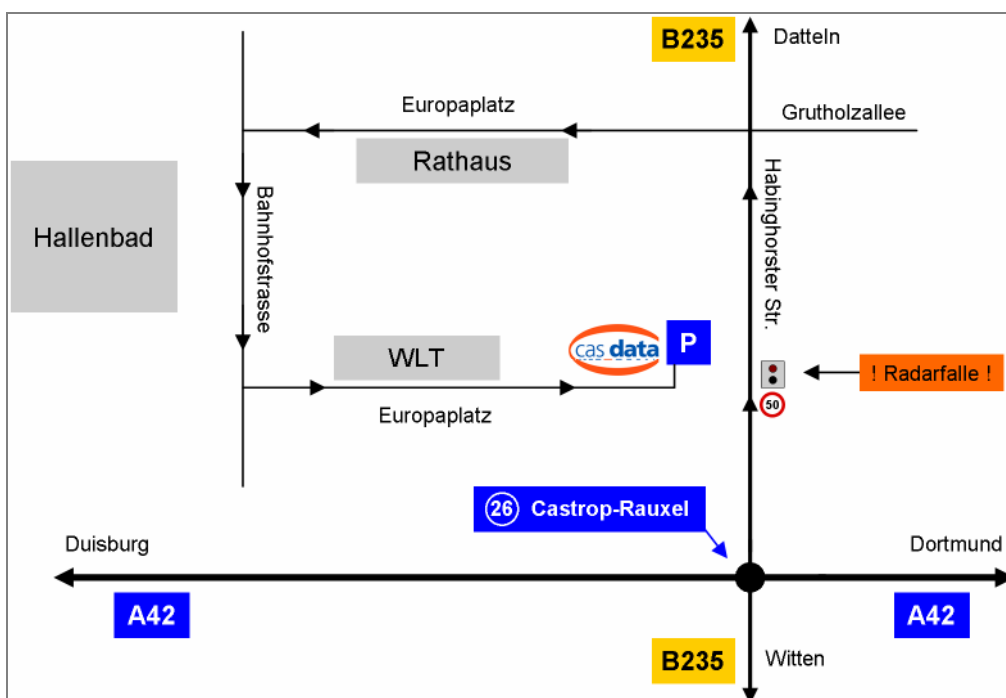 B235
Datteln
Europaplatz
Grutholzallee
Rathaus
Habinghorster Str.
Bahnhofstrasse
Hallenbad
cas data
P
WLT
! Radarfalle !
50
Europaplatz
26 Castrop-Rauxel
Duisburg
Dortmund
A42
A42
B235
Witten